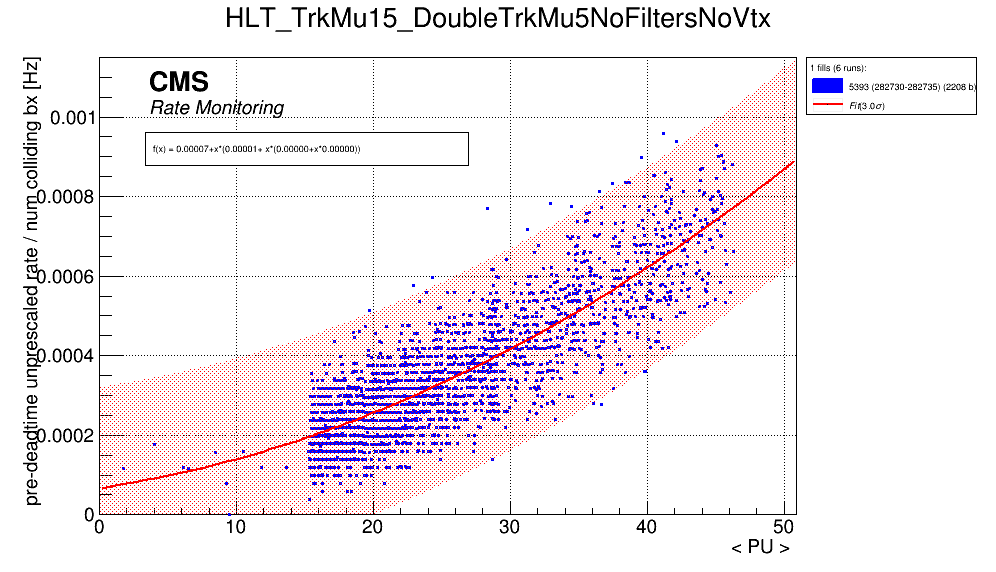 HLT_TrkMu15_DoubleTrkMu5NoFiltersNoVtx
pre-deadtime unprescaled rate / num colliding bx [Hz]
CMS
Rate Monitoring
f(x) = 0.00007+x*(0.00001+ x*(0.00000+x*0.00000))
0.001
0.0008
0.0006
0.0004
0.0002
0
0 10 20 30 40 50
< PU >
1 fills (6 runs):
5393 (282730-282735) (2208 b)
Fit(3.0σ)